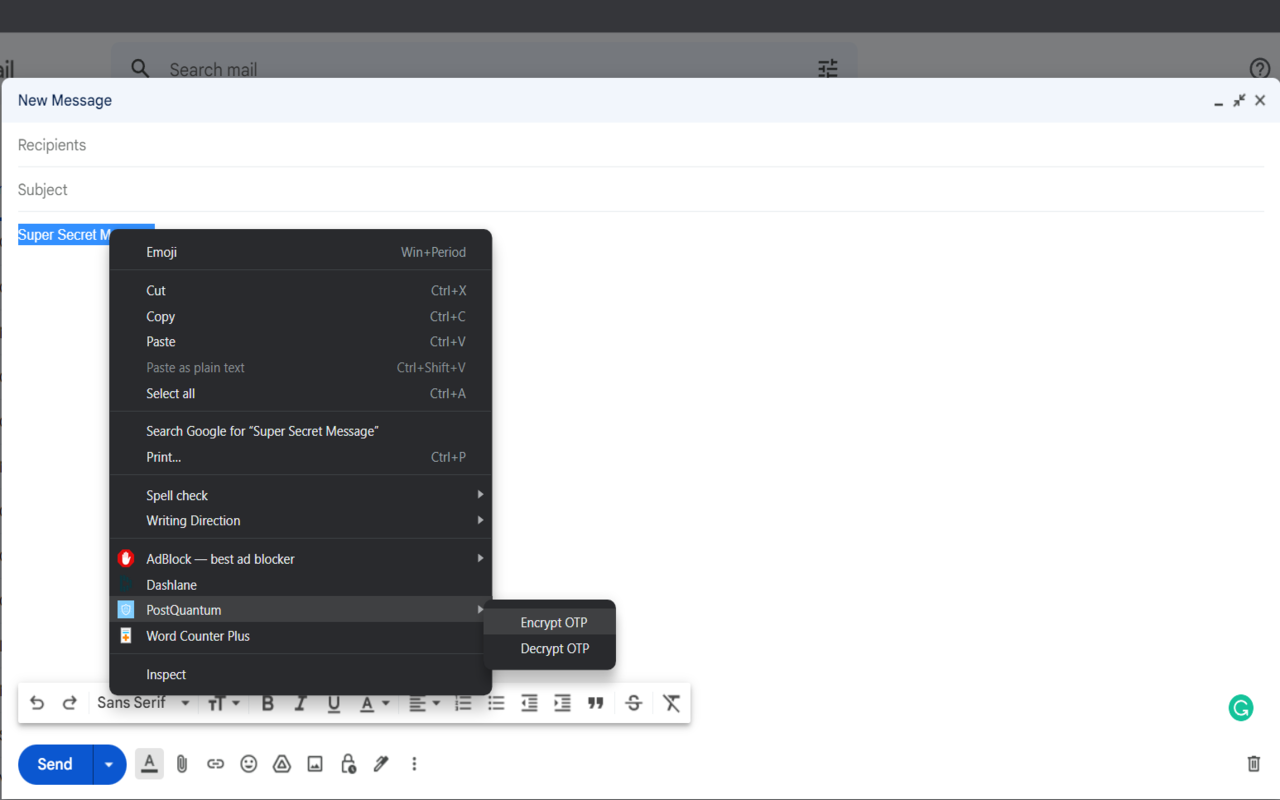 ail
Search mail
New Message
Recipients
Subject
Super Secret M
Emoji Win+Period
Cut Ctrl+X
Copy Ctrl+C
Paste Ctrl+V
Paste as plain text Ctrl+Shift+V
Select all Ctrl+A
Search Google for “Super Secret Message”
Print... Ctrl+P
Spell check
Writing Direction
AdBlock — best ad blocker
Dashlane
PostQuantum
Encrypt OTP
Word Counter Plus
Decrypt OTP
Inspect
Sans Serif
Send